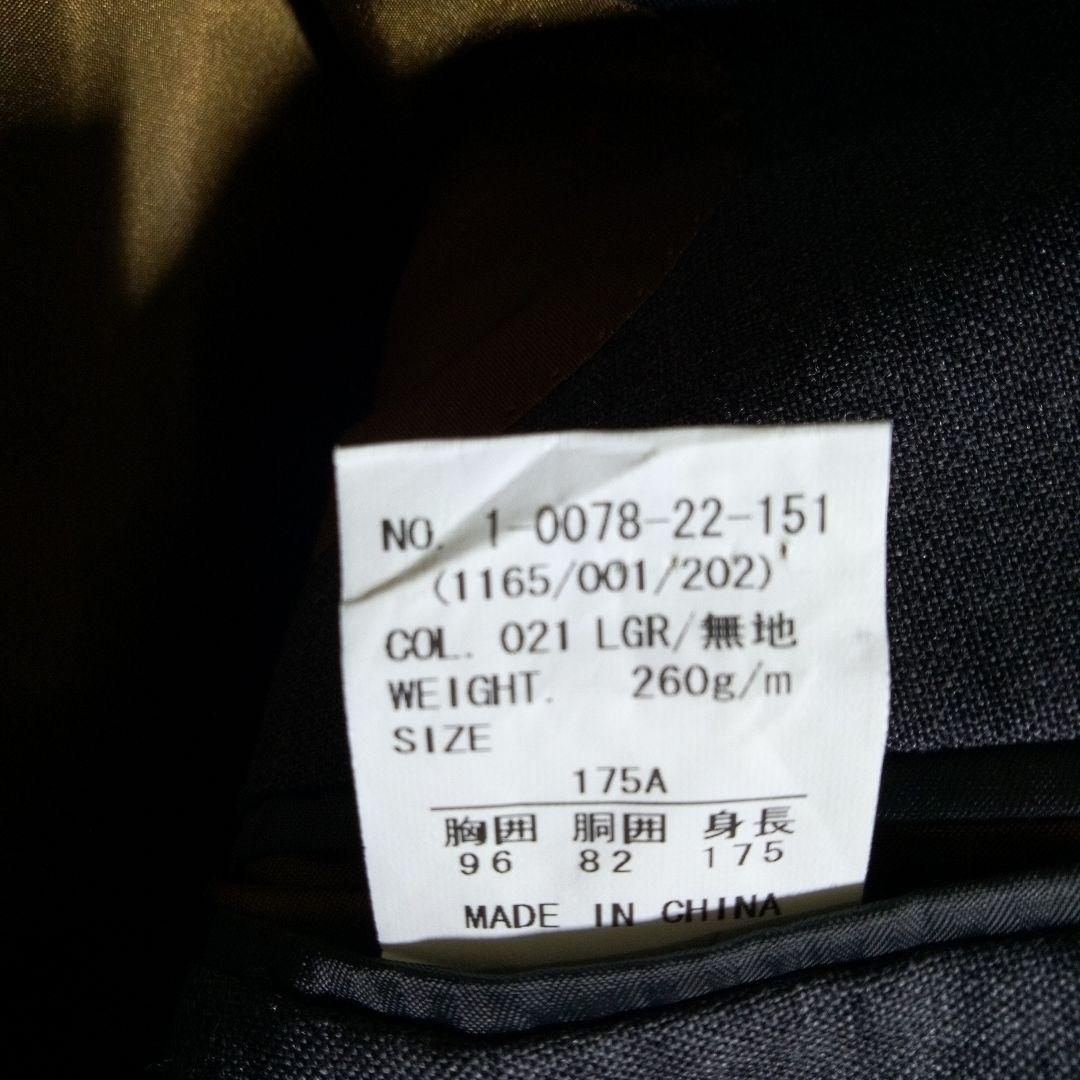 NO. 1-0078-22-151
(1165/001/202)
COL. 021 LGR/無地
WEIGHT. 260g/m
SIZE
175A
胸囲 胴囲 身長
96 82 175
MADE IN CHINA